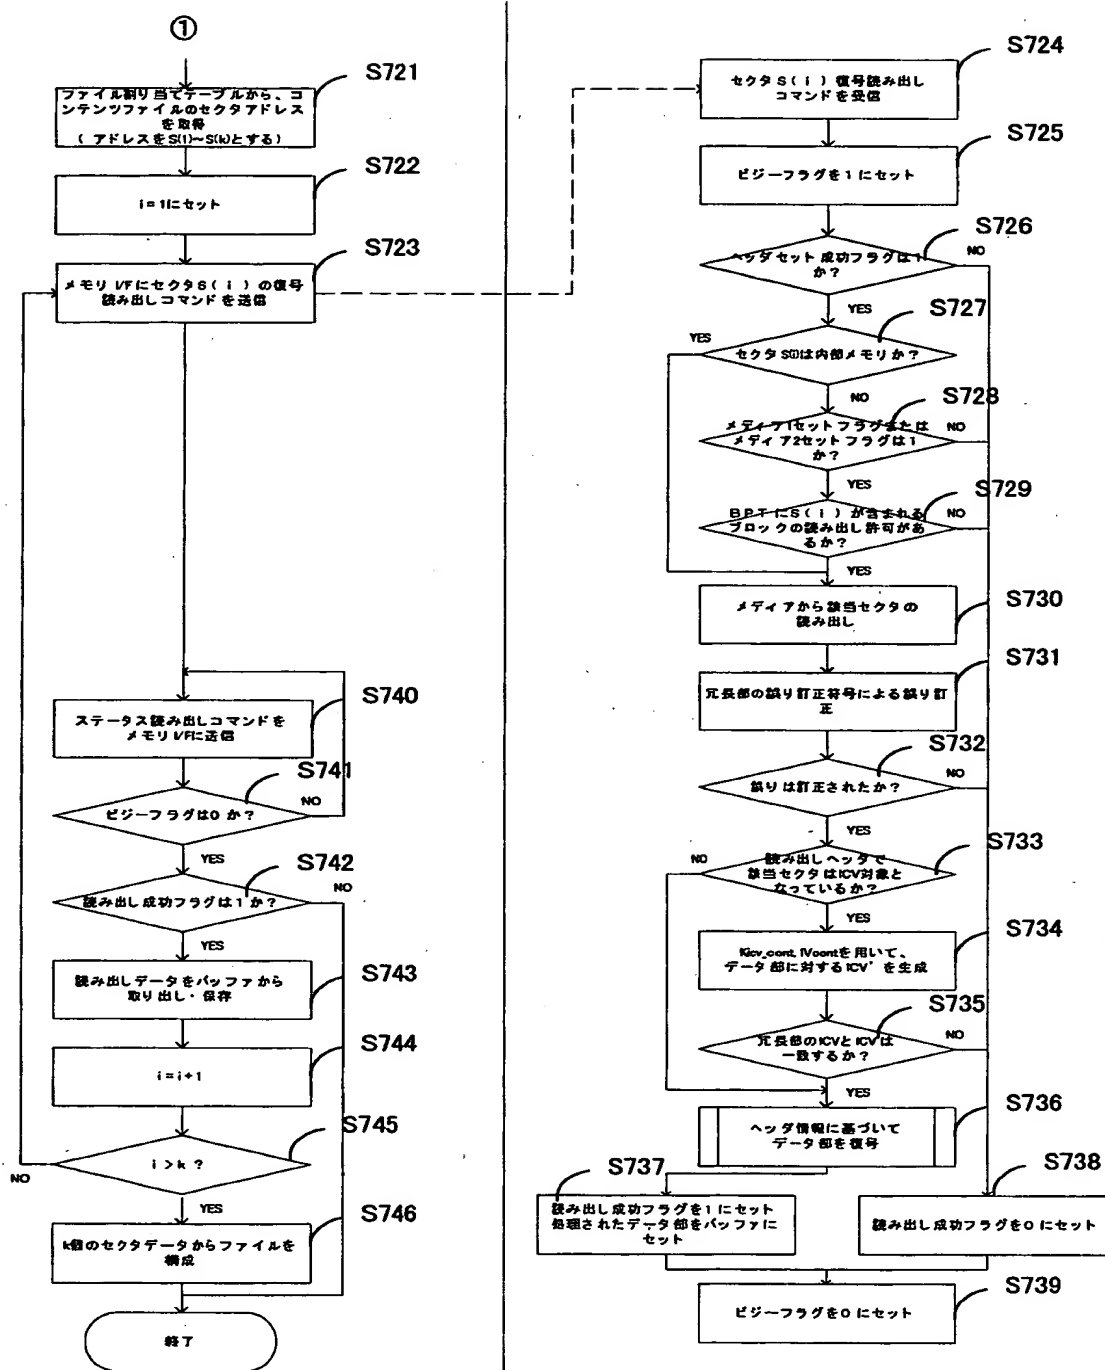 ①
S721
ファイル割り当てテーブルから、コ
ンテンツファイルのセクタアドレス
を取得
( アドレスをS(1)~S(k)とする)
S722
i=1にセット
S723
メモリ I/FにセクタS( i )の復号
読み出しコマンドを送信
S740
ステータス読み出しコマンドを
メモリ I/Fに送信
S741
ビジーフラグは0 か?
NO
YES
S742
読み出し成功フラグは1 か?
NO
YES
S743
読み出しデータをバッファから
取り出し・保存
S744
i=i+1
S745
i > k ?
NO
YES
S746
k個のセクタデータからファイルを
構成
終了
S724
セクタS( i )復号読み出し
コマンドを受信
S725
ビジーフラグを1 にセット
S726
ヘッダセット成功フラグは1
か?
NO
YES
S727
セクタS(i)は内部メモリか?
YES
NO
S728
メディア1セットフラグまたは
メディア2セットフラグは1
か?
NO
YES
S729
BPTにS( i )が含まれる
ブロックの読み出し許可があ
るか?
NO
YES
S730
メディアから該当セクタの
読み出し
S731
冗長部の誤り訂正符号による誤り訂
正
S732
誤りは訂正されたか?
NO
YES
S733
読み出しヘッダで
該当セクタはICV対象と
なっているか?
NO
YES
S734
Kicv_cont, IVcontを用いて、
データ部に対するICV' を生成
S735
冗長部のICVとICV'は
一致するか?
NO
YES
S736
ヘッダ情報に基づいて
データ部を復号
S737
読み出し成功フラグを1 にセット
処理されたデータ部をバッファに
セット
S738
読み出し成功フラグを0 にセット
S739
ビジーフラグを0 にセット